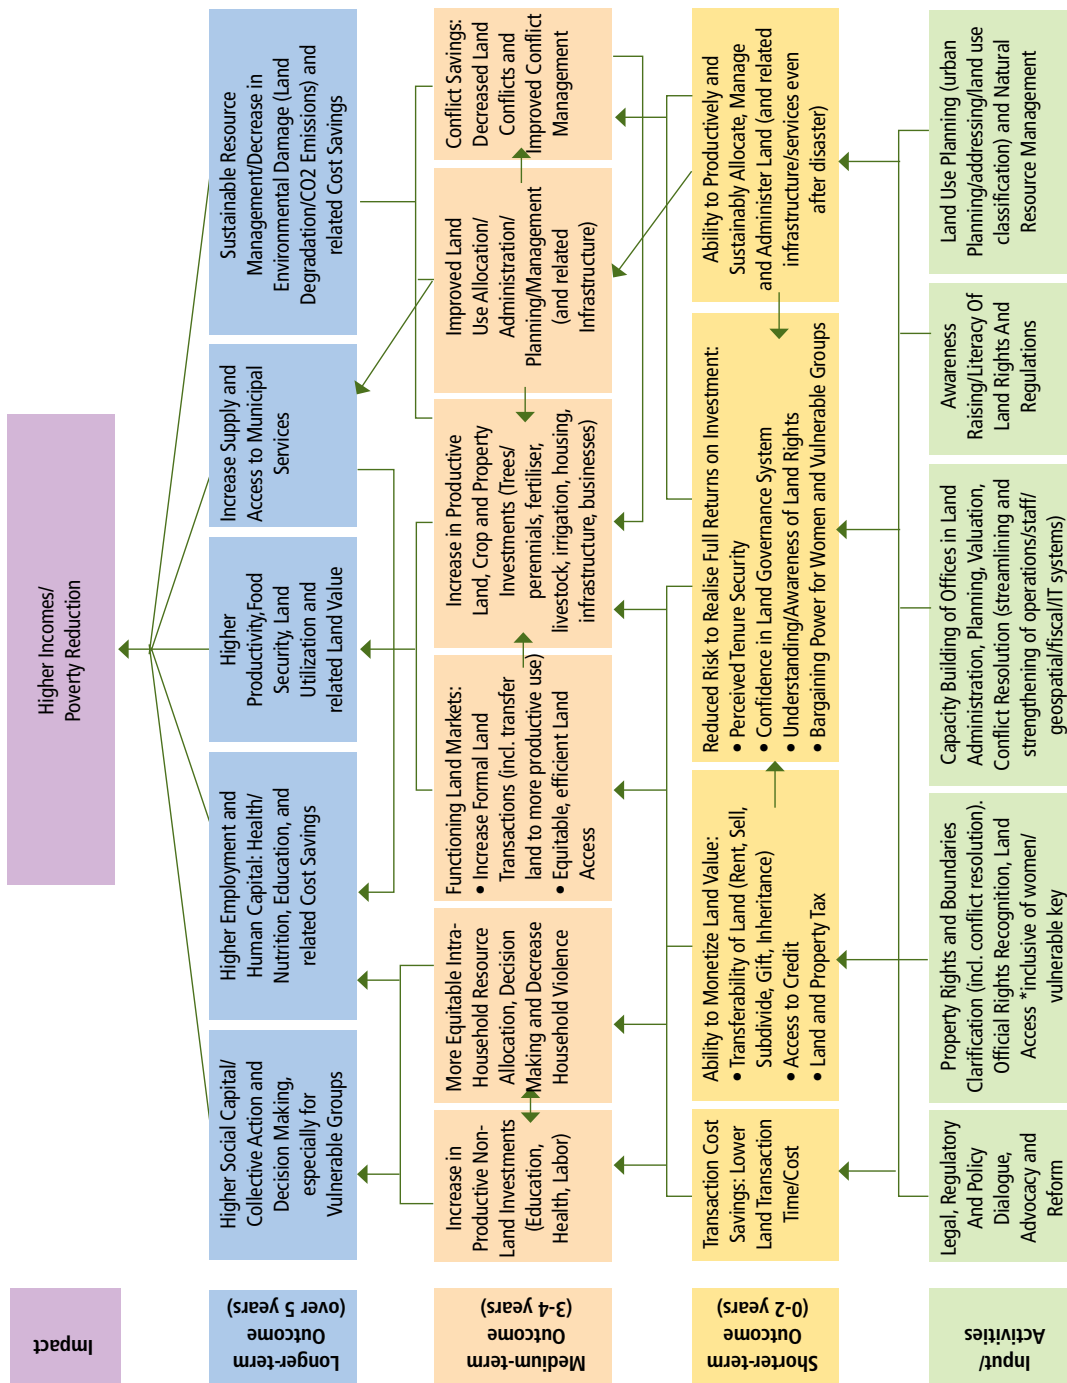 Impact
Higher Incomes/
Poverty Reduction
Longer-term
Outcome
(over 5 years)
Higher Social Capital/
Collective Action and
Decision Making,
especially for
Vulnerable Groups
Higher Employment and
Human Capital: Health/
Nutrition, Education, and
related Cost Savings
Higher
Productivity,Food
Security, Land
Utilization and
related Land Value
Increase Supply and
Access to Municipal
Services
Sustainable Resource
Management/Decrease in
Environmental Damage (Land
Degradation/CO2 Emissions) and
related Cost Savings
Medium-term
Outcome
(3-4 years)
Increase in
Productive Non-
Land Investments
(Education,
Health, Labor)
More Equitable Intra-
Household Resource
Allocation, Decision
Making and Decrease
Household Violence
Functioning Land Markets:
• Increase Formal Land
Transactions (incl. transfer
land to more productive use)
• Equitable, efficient Land
Access
Increase in Productive
Land, Crop and Property
Investments (Trees/
perennials, fertiliser,
livestock, irrigation, housing,
infrastructure, businesses)
Improved Land
Use Allocation/
Administration/
Planning/Management
(and related
Infrastructure)
Conflict Savings:
Decreased Land
Conflicts and
Improved Conflict
Management
Shorter-term
Outcome
(0-2 years)
Transaction Cost
Savings: Lower
Land Transaction
Time/Cost
Ability to Monetize Land Value:
• Transferability of Land (Rent, Sell,
Subdivide, Gift, Inheritance)
• Access to Credit
• Land and Property Tax
Reduced Risk to Realise Full Returns on Investment:
• Perceived Tenure Security
• Confidence in Land Governance System
• Understanding/Awareness of Land Rights
• Bargaining Power for Women and Vulnerable Groups
Ability to Productively and
Sustainably Allocate, Manage
and Administer Land (and related
infrastructure/services even
after disaster)
Input/
Activities
Legal, Regulatory
And Policy
Dialogue,
Advocacy and
Reform
Property Rights and Boundaries
Clarification (incl. conflict resolution).
Official Rights Recognition, Land
Access *inclusive of women/
vulnerable key
Capacity Building of Offices in Land
Administration, Planning, Valuation,
Conflict Resolution (streamlining and
strengthening of operations/staff/
geospatial/fiscal/IT systems)
Awareness
Raising/Literacy Of
Land Rights And
Regulations
Land Use Planning (urban
Planning/addressing/land use
classification) and Natural
Resource Management